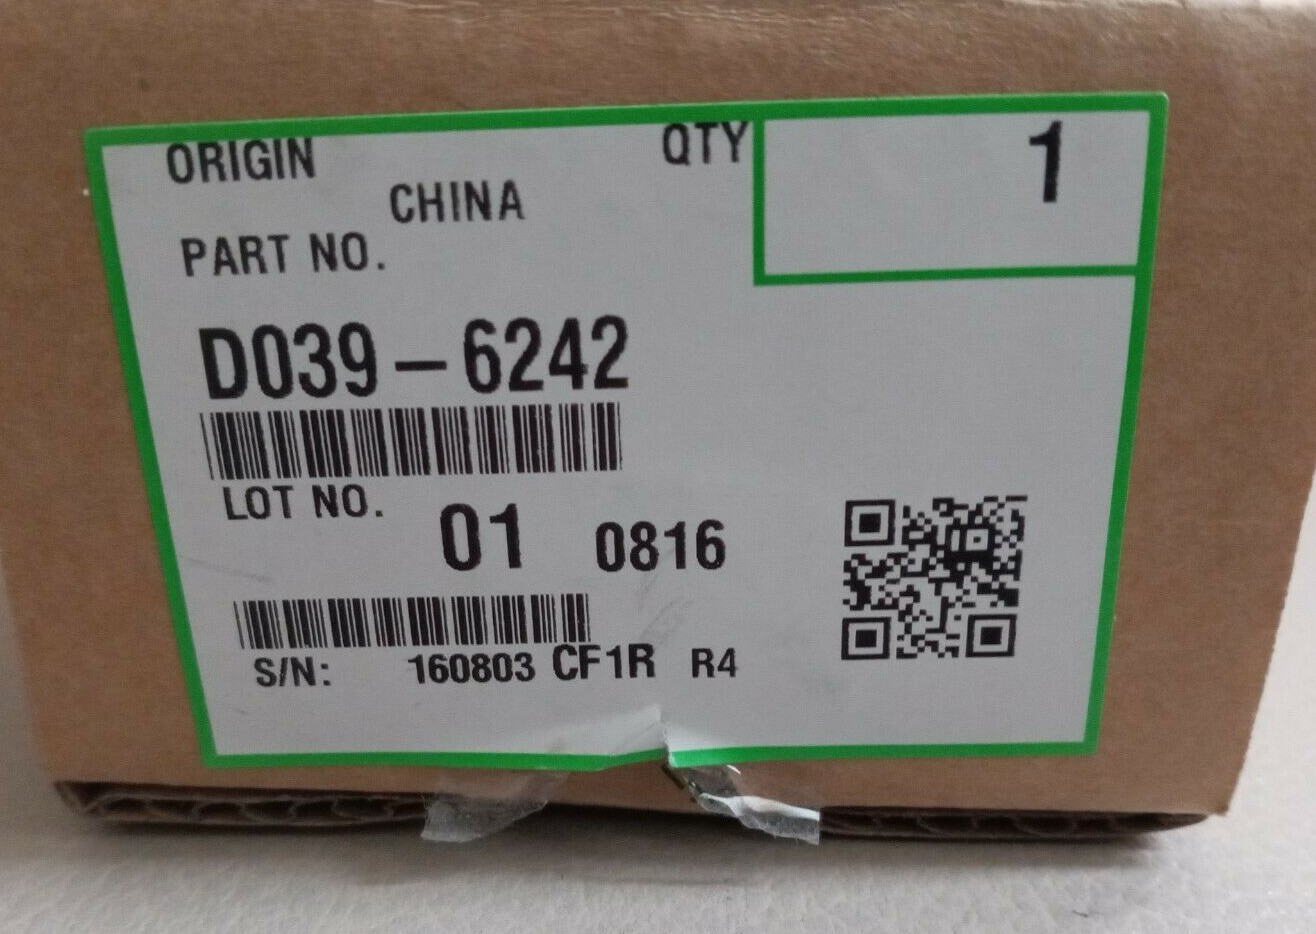 ORIGIN QTY 1
CHINA
PART NO.
D039-6242
LOT NO.
01 0816
S/N: 160803 CF1R R4